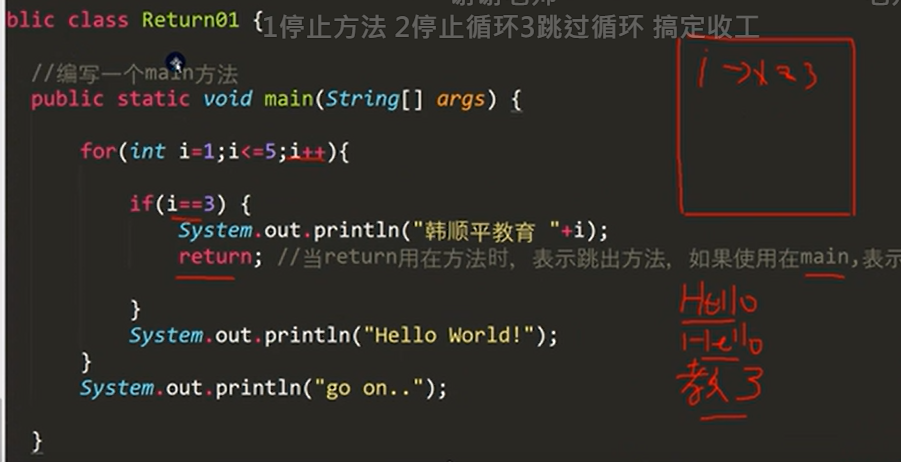 blic class Return01 {
1停止方法 2停止循环3跳过循环 搞定收工
//编写一个main方法
public static void main(String[] args) {
for(int i=1;i<=5;i++){
if(i==3) {
System.out.println("韩顺平教育 "+i);
return; //当return用在方法时, 表示跳出方法, 如果使用在main,表示
}
System.out.println("Hello World!");
}
System.out.println("go on..");
}
Hello
Hello
教 3